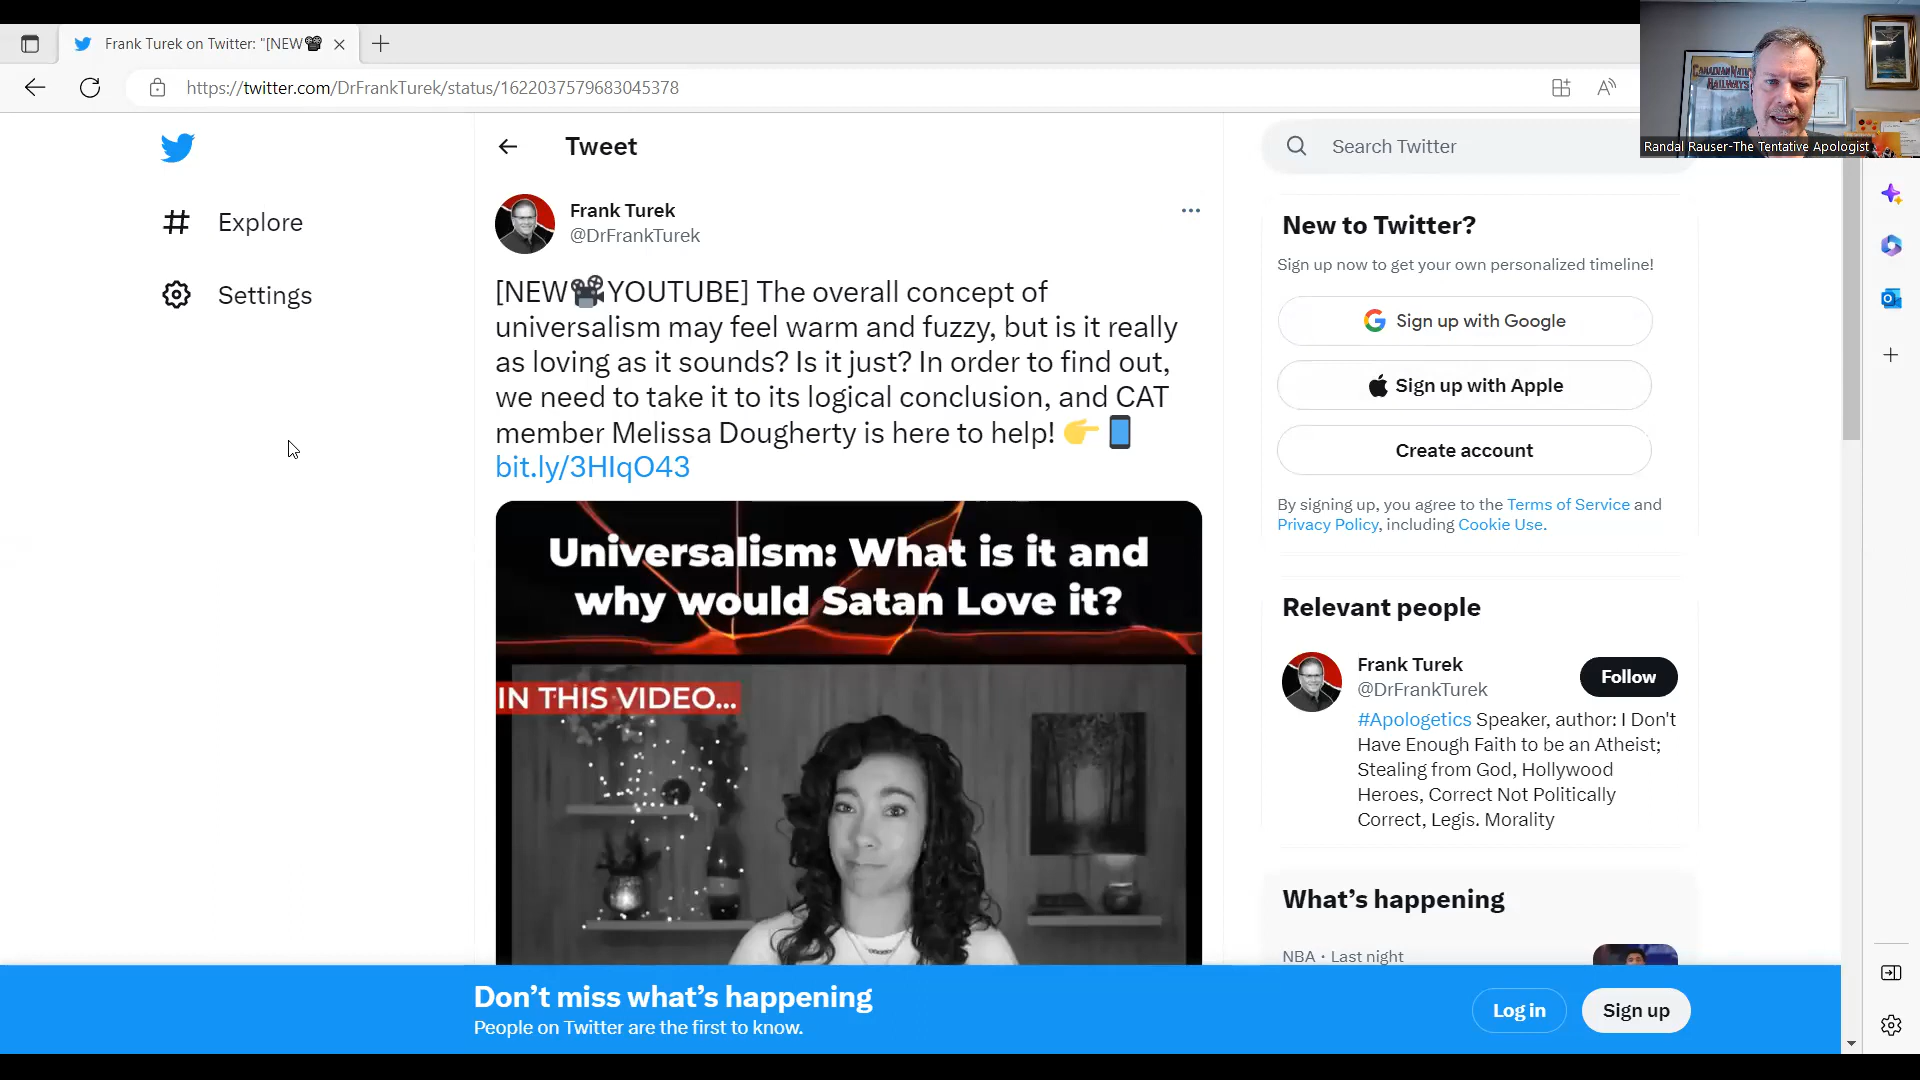 Frank Turek on Twitter: "[NEW🎥
https://twitter.com/DrFrankTurek/status/1622037579683045378
CANADIAN NATI
RAILWAYS
Randal Rauser-The Tentative Apologist
Explore
Settings
Tweet
Frank Turek
@DrFrankTurek
[NEW🎥YOUTUBE] The overall concept of
universalism may feel warm and fuzzy, but is it really
as loving as it sounds? Is it just? In order to find out,
we need to take it to its logical conclusion, and CAT
member Melissa Dougherty is here to help! 👉📱
bit.ly/3HIqO43
Universalism: What is it and
why would Satan Love it?
IN THIS VIDEO...
Search Twitter
New to Twitter?
Sign up now to get your own personalized timeline!
Sign up with Google
Sign up with Apple
Create account
By signing up, you agree to the Terms of Service and
Privacy Policy, including Cookie Use.
Relevant people
Frank Turek
@DrFrankTurek
Follow
#Apologetics Speaker, author: I Don't
Have Enough Faith to be an Atheist;
Stealing from God, Hollywood
Heroes, Correct Not Politically
Correct, Legis. Morality
What's happening
NBA · Last night
Don't miss what's happening
People on Twitter are the first to know.
Log in
Sign up